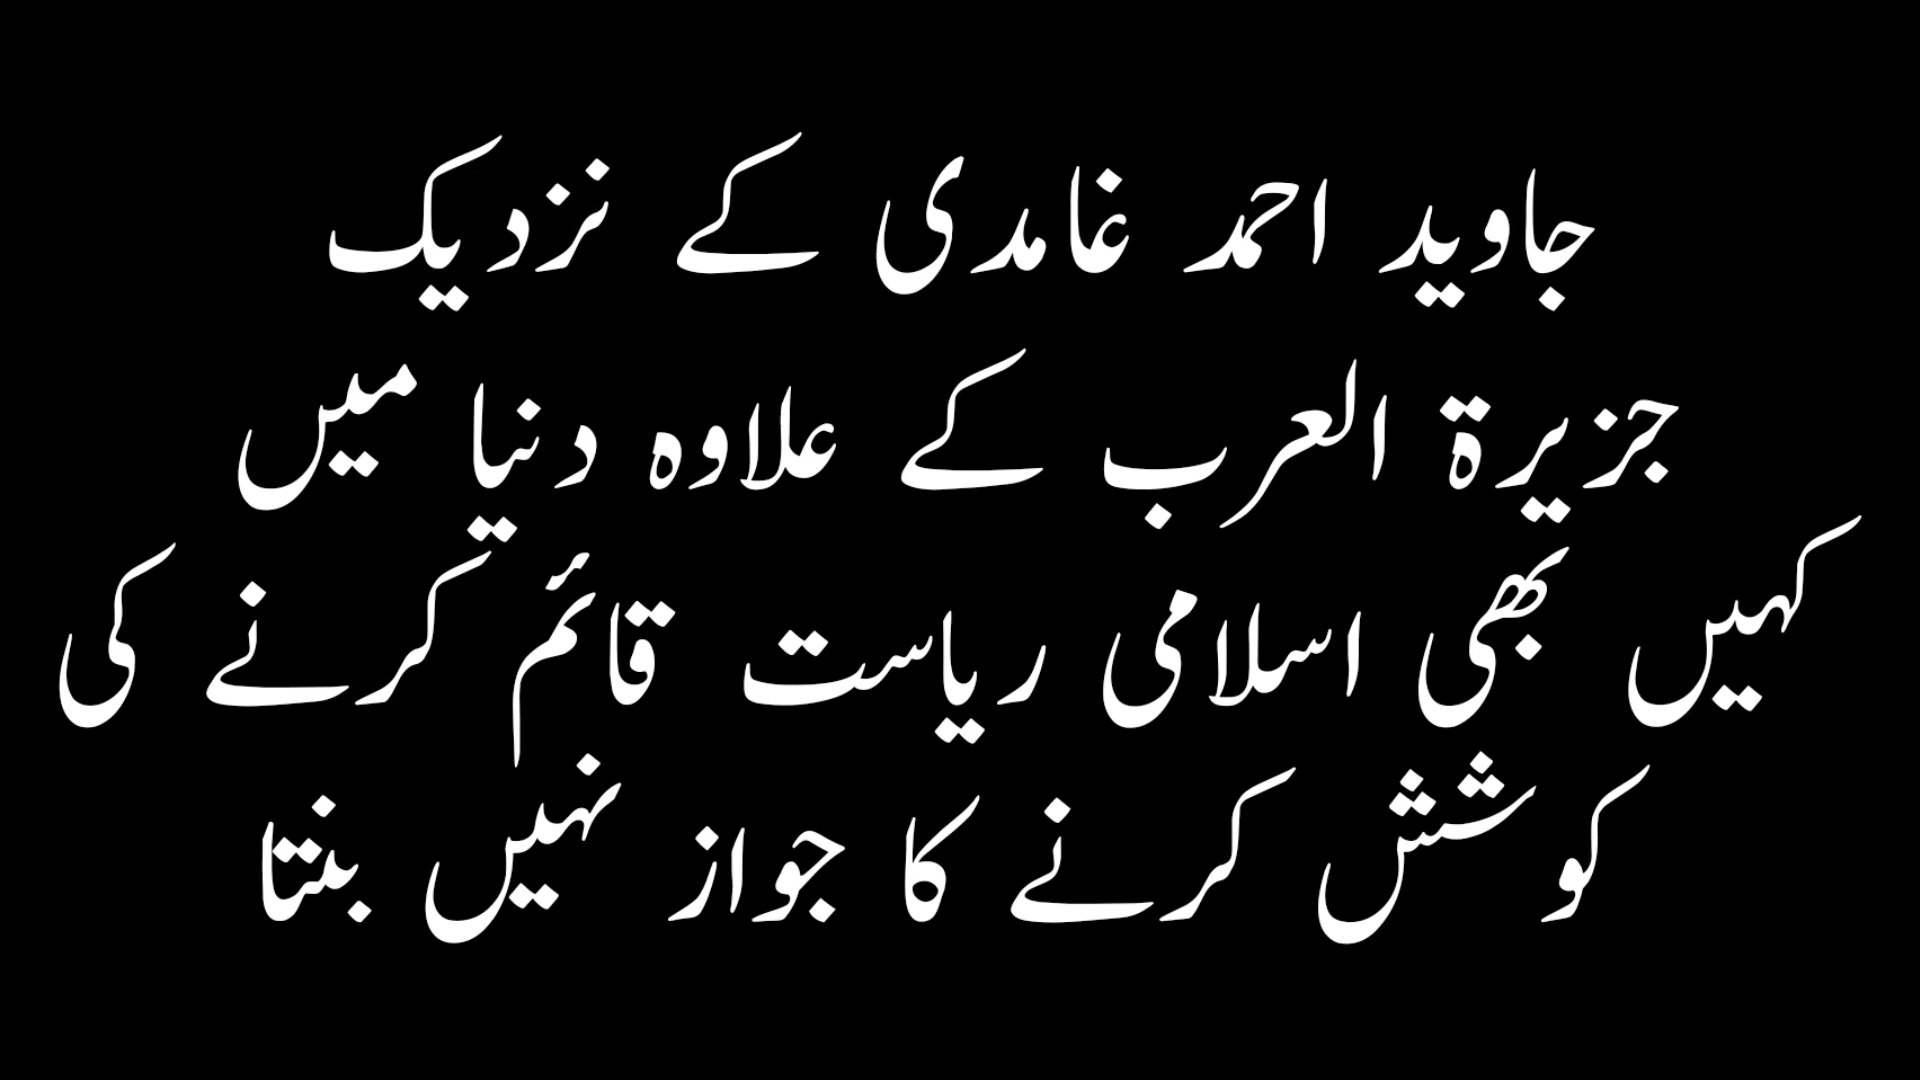 جاوید احمد غامدی کے نزدیک
جزیرۃ العرب کے علاوہ دنیا میں
کہیں بھی اسلامی ریاست قائم کرنے کی
کوشش کرنے کا جواز نہیں بنتا